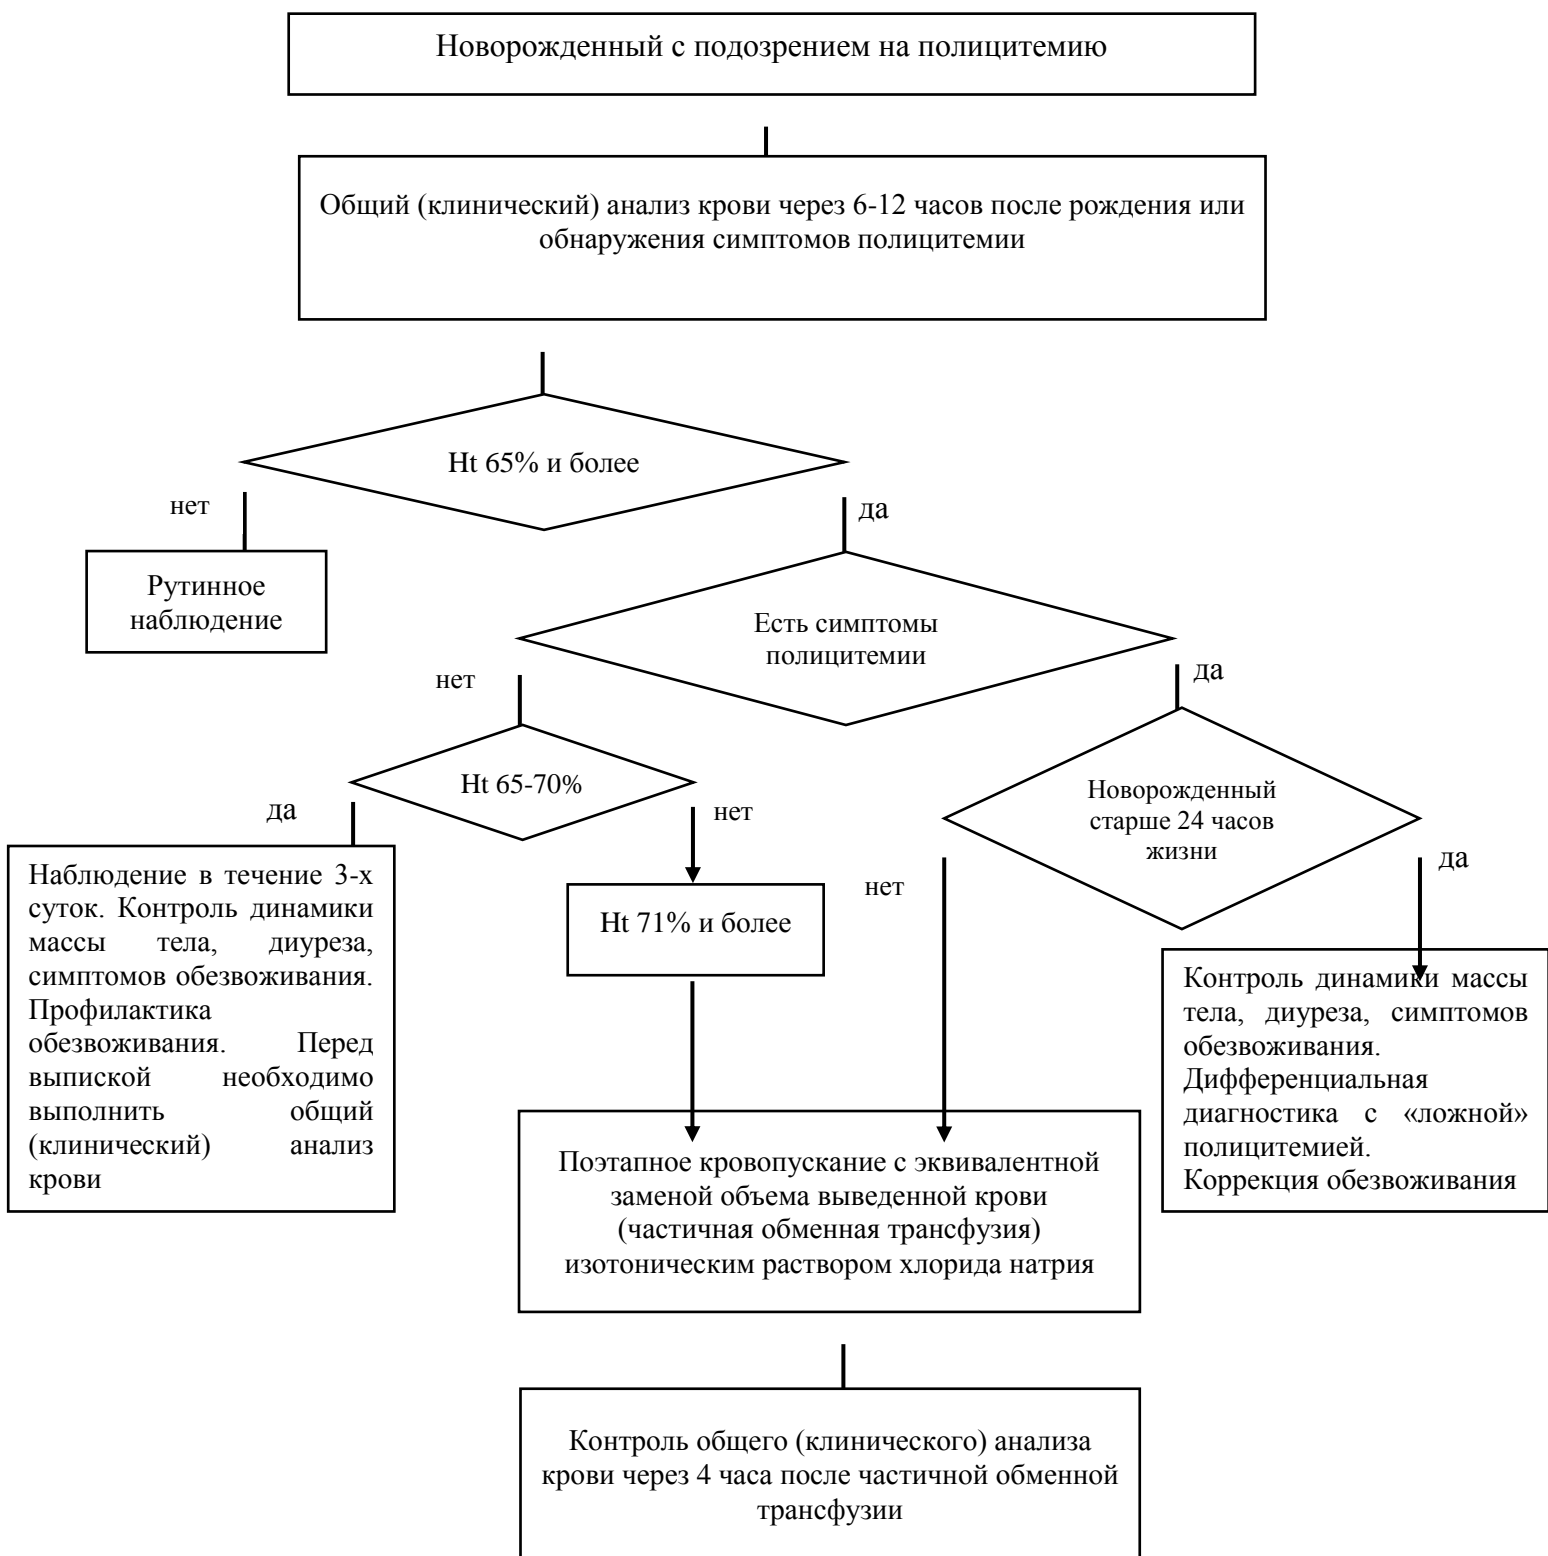 Новорожденный с подозрением на полицитемию
Общий (клинический) анализ крови через 6-12 часов после рождения или
обнаружения симптомов полицитемии
Ht 65% и более
нет
да
Рутинное
наблюдение
Есть симптомы
полицитемии
нет
да
Ht 65-70%
Новорожденный
старше 24 часов
жизни
да
нет
нет
да
Наблюдение в течение 3-х
суток. Контроль динамики
массы тела, диуреза,
симптомов обезвоживания.
Профилактика
обезвоживания. Перед
выпиской необходимо
выполнить общий
(клинический) анализ
крови
Ht 71% и более
Контроль динамики массы
тела, диуреза, симптомов
обезвоживания.
Дифференциальная
диагностика с «ложной»
полицитемией.
Коррекция обезвоживания
Поэтапное кровопускание с эквивалентной
заменой объема выведенной крови
(частичная обменная трансфузия)
изотоническим раствором хлорида натрия
Контроль общего (клинического) анализа
крови через 4 часа после частичной обменной
трансфузии